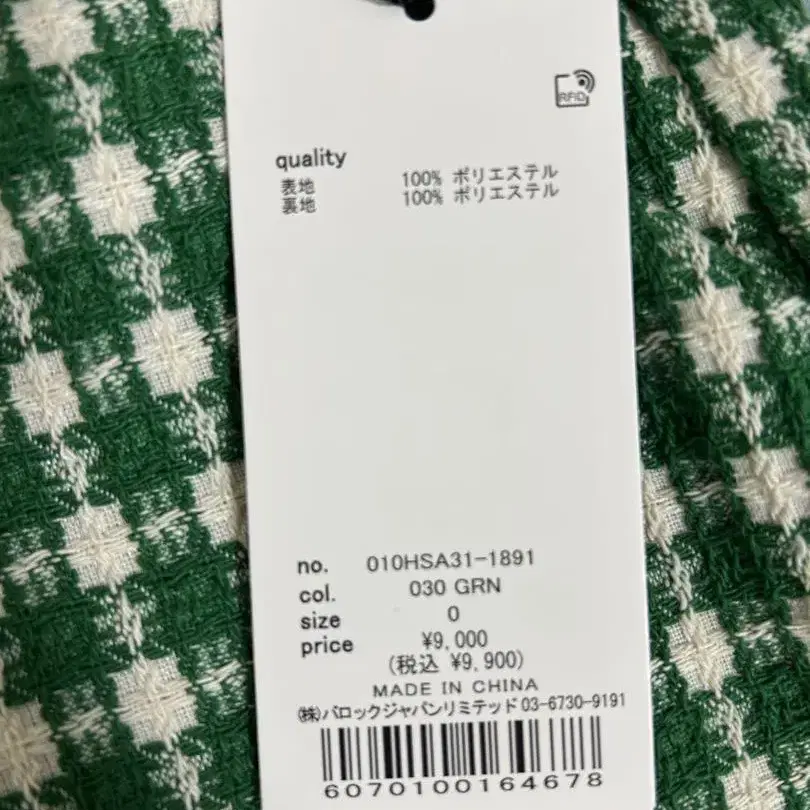 RFID
quality
表地 100% ポリエステル
裏地 100% ポリエステル
no. 010HSA31-1891
col. 030 GRN
size 0
price ¥9,000
(税込 ¥9,900)
MADE IN CHINA
㈱バロックジャパンリミテッド 03-6730-9191
6070100164678